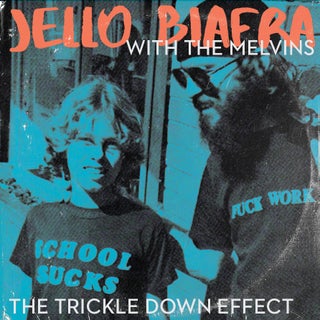 JELLO BIAFRA
WITH THE MELVINS
FUCK WORK
SCHOOL
SUCKS
THE TRICKLE DOWN EFFECT